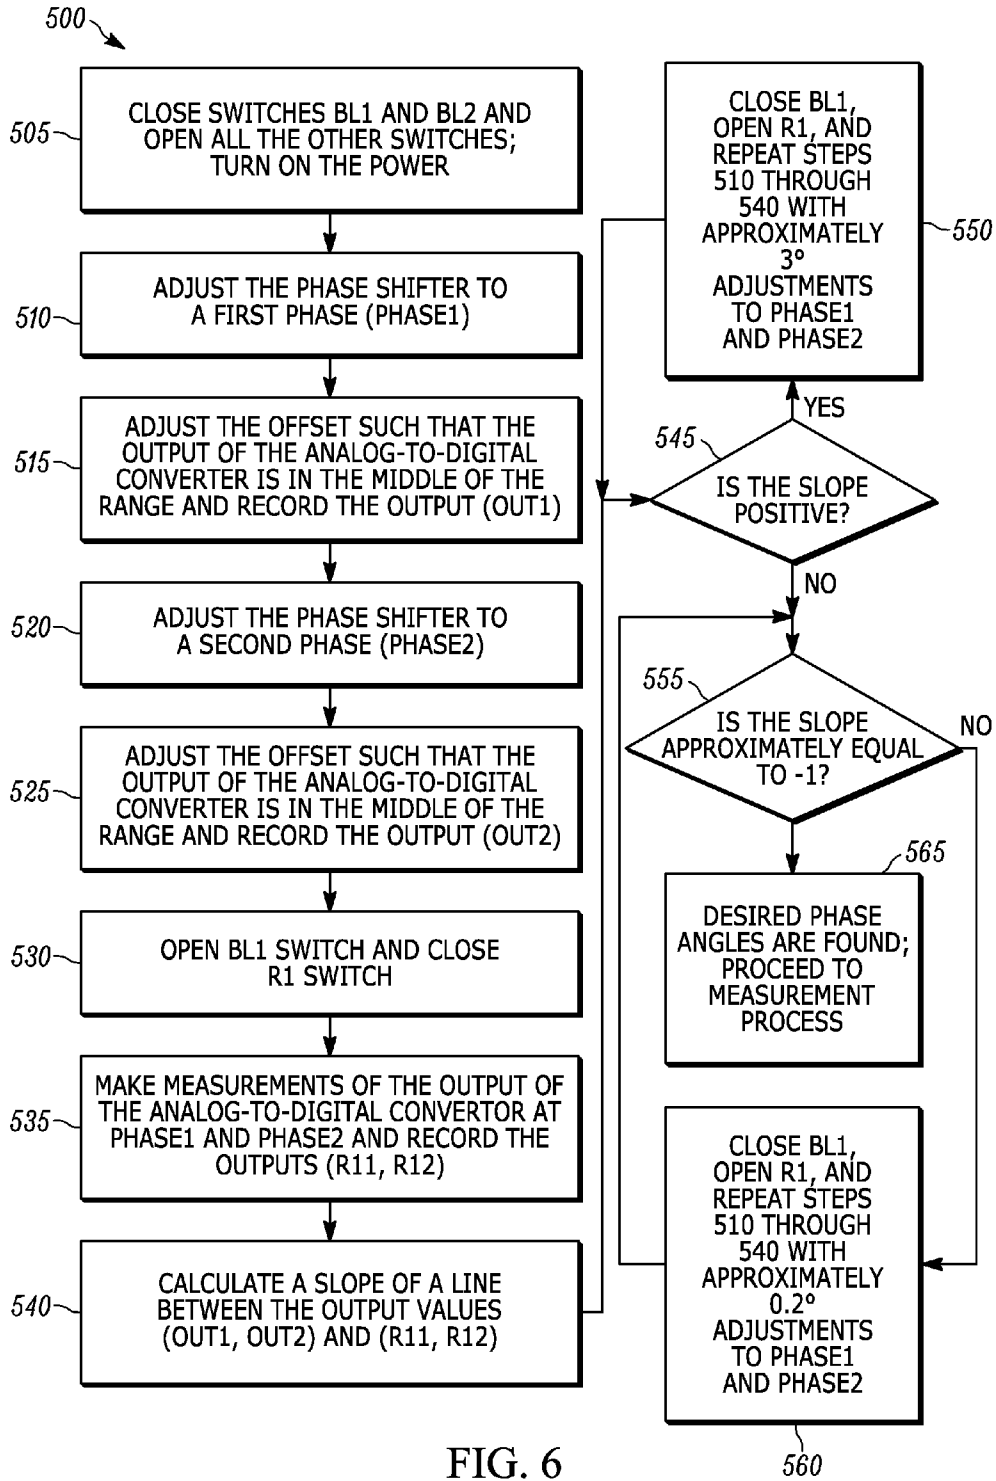 500
505
CLOSE SWITCHES BL1 AND BL2 AND
OPEN ALL THE OTHER SWITCHES;
TURN ON THE POWER
510
ADJUST THE PHASE SHIFTER TO
A FIRST PHASE (PHASE1)
515
ADJUST THE OFFSET SUCH THAT THE
OUTPUT OF THE ANALOG-TO-DIGITAL
CONVERTER IS IN THE MIDDLE OF THE
RANGE AND RECORD THE OUTPUT (OUT1)
520
ADJUST THE PHASE SHIFTER TO
A SECOND PHASE (PHASE2)
525
ADJUST THE OFFSET SUCH THAT THE
OUTPUT OF THE ANALOG-TO-DIGITAL
CONVERTER IS IN THE MIDDLE OF THE
RANGE AND RECORD THE OUTPUT (OUT2)
530
OPEN BL1 SWITCH AND CLOSE
R1 SWITCH
535
MAKE MEASUREMENTS OF THE OUTPUT OF
THE ANALOG-TO-DIGITAL CONVERTOR AT
PHASE1 AND PHASE2 AND RECORD THE
OUTPUTS (R11, R12)
540
CALCULATE A SLOPE OF A LINE
BETWEEN THE OUTPUT VALUES
(OUT1, OUT2) AND (R11, R12)
CLOSE BL1,
OPEN R1, AND
REPEAT STEPS
510 THROUGH
540 WITH
APPROXIMATELY
3°
ADJUSTMENTS
TO PHASE1
AND PHASE2
550
YES
545
IS THE SLOPE
POSITIVE?
NO
555
IS THE SLOPE
APPROXIMATELY EQUAL
TO -1?
NO
565
DESIRED PHASE
ANGLES ARE FOUND;
PROCEED TO
MEASUREMENT
PROCESS
CLOSE BL1,
OPEN R1, AND
REPEAT STEPS
510 THROUGH
540 WITH
APPROXIMATELY
0.2°
ADJUSTMENTS
TO PHASE1
AND PHASE2
560
FIG. 6